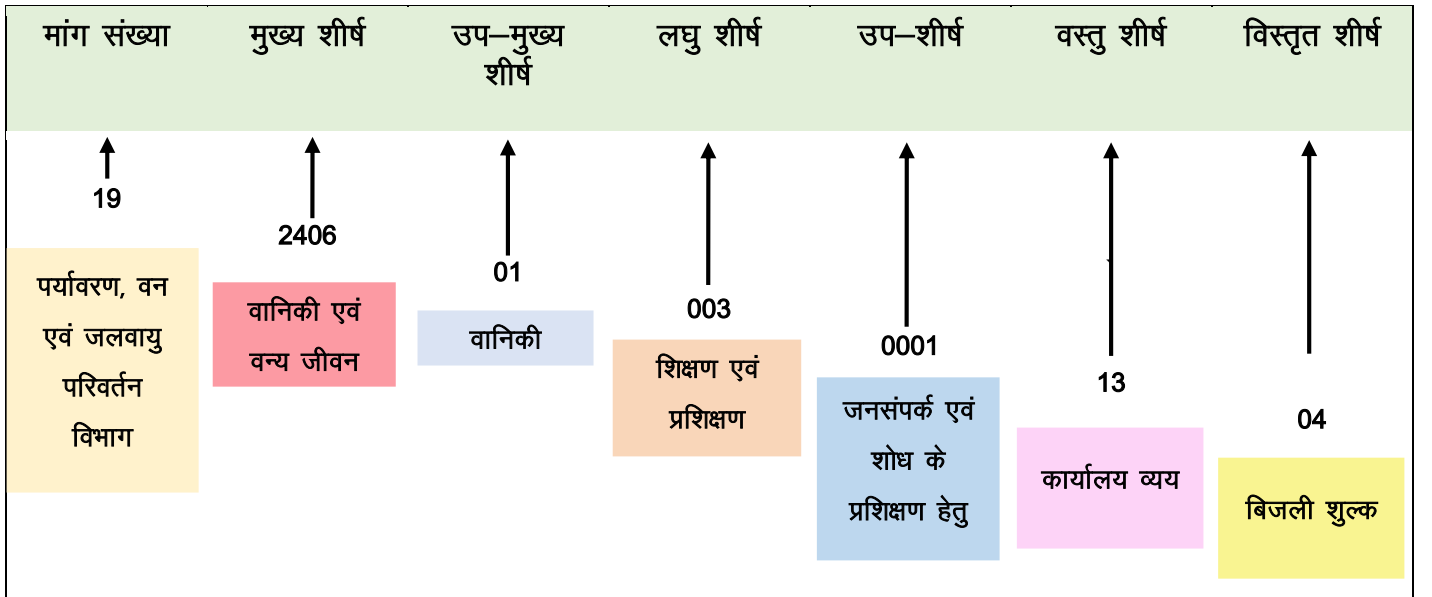 मांग संख्या
मुख्य शीर्ष
उप–मुख्य
शीर्ष
लघु शीर्ष
उप–शीर्ष
वस्तु शीर्ष
विस्तृत शीर्ष
19
पर्यावरण, वन
एवं जलवायु
परिवर्तन
विभाग
2406
वानिकी एवं
वन्य जीवन
01
वानिकी
003
शिक्षण एवं
प्रशिक्षण
0001
जनसंपर्क एवं
शोध के
प्रशिक्षण हेतु
13
कार्यालय व्यय
04
बिजली शुल्क